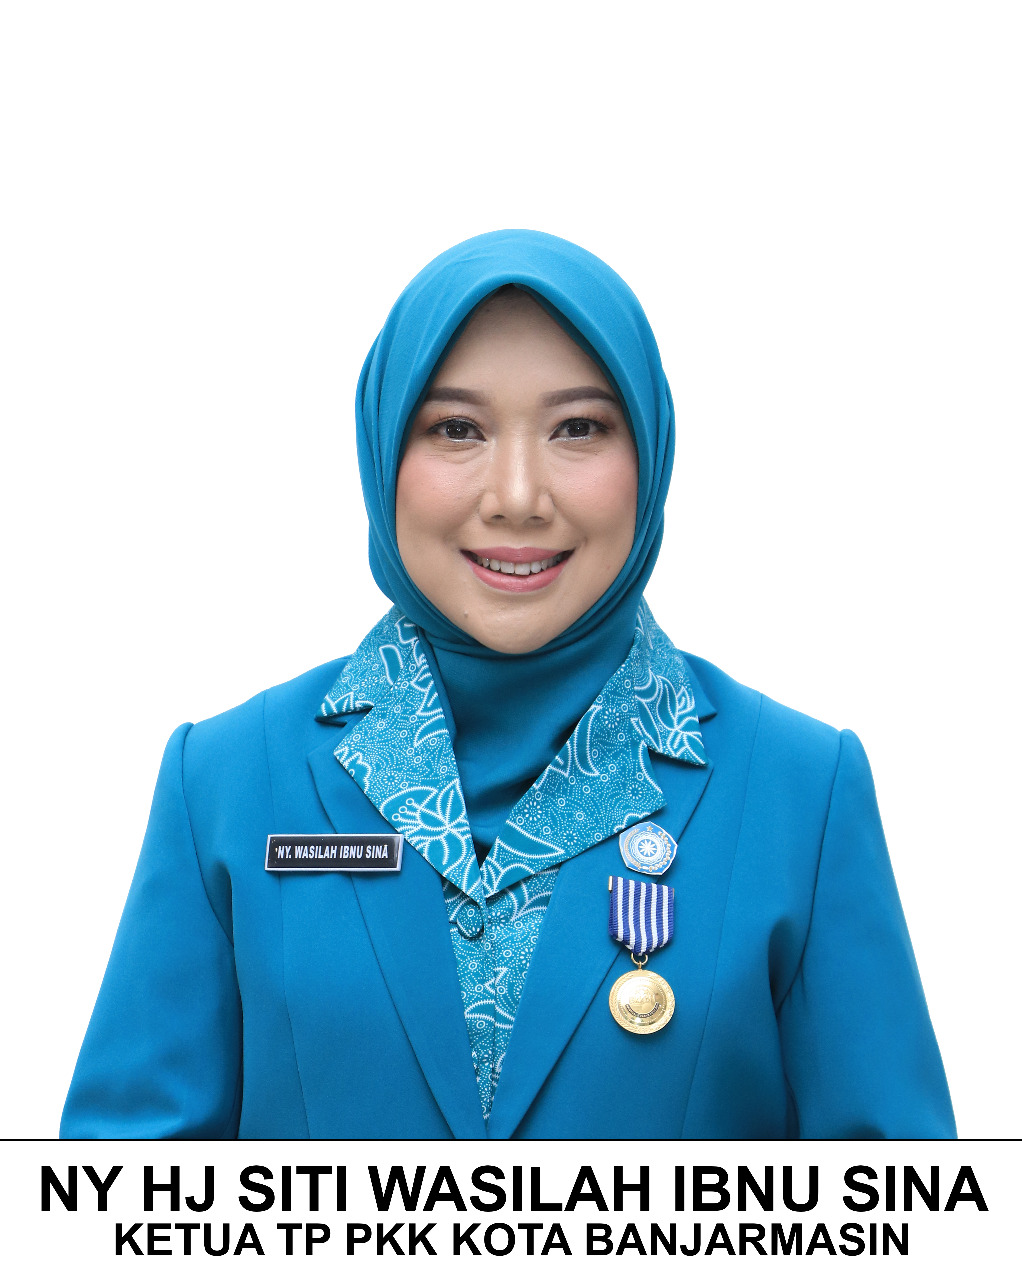 NY. WASILAH IBNU SINA
NY HJ SITI WASILAH IBNU SINA
KETUA TP PKK KOTA BANJARMASIN